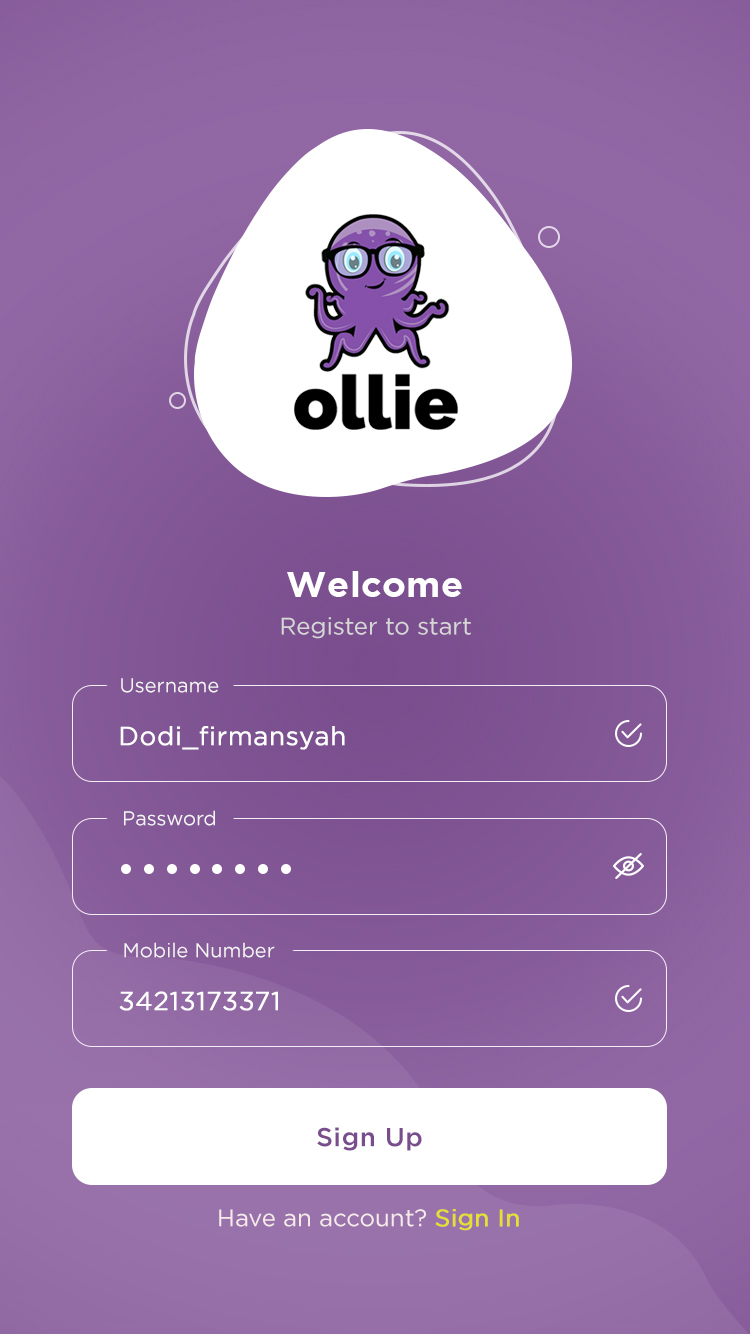 ollie
Welcome
Register to start
Username
Dodi_firmansyah
Password
Mobile Number
34213173371
Sign Up
Have an account? Sign In